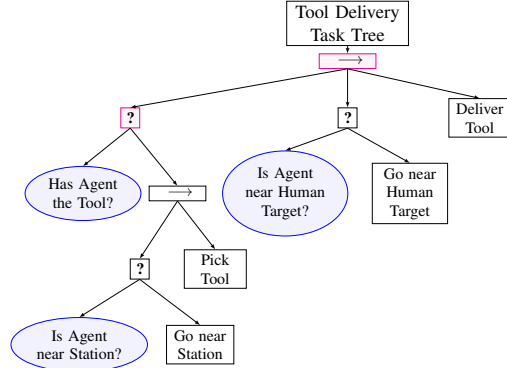 Tool Delivery
Task Tree
→
?
?
Deliver
Tool
Has Agent
the Tool?
→
Is Agent
near Human
Target?
Go near
Human
Target
?
Pick
Tool
Is Agent
near Station?
Go near
Station